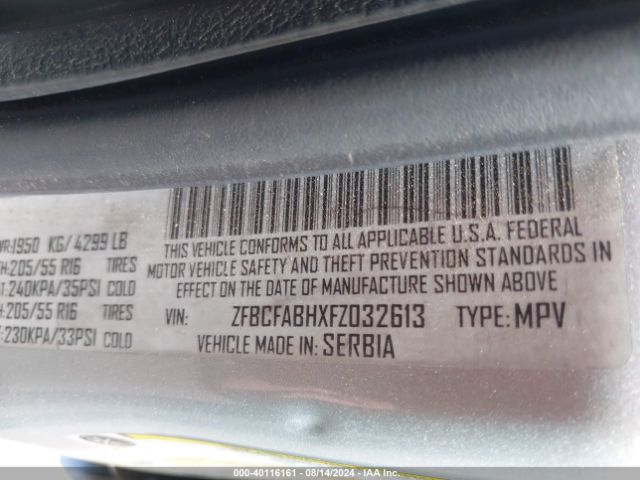 WR:1950 KG/ 4299 LB
H:205/55 R16 TIRES
T:240KPA/35PSI COLD
H:205/55 R16 TIRES
T:230KPA/33PSI COLD
THIS VEHICLE CONFORMS TO ALL APPLICABLE U.S.A. FEDERAL
MOTOR VEHICLE SAFETY AND THEFT PREVENTION STANDARDS IN
EFFECT ON THE DATE OF MANUFACTURE SHOWN ABOVE
VIN: ZFBCFABHXFZ032613 TYPE: MPV
VEHICLE MADE IN: SERBIA
000-40116161 - 08/14/2024 - IAA Inc.